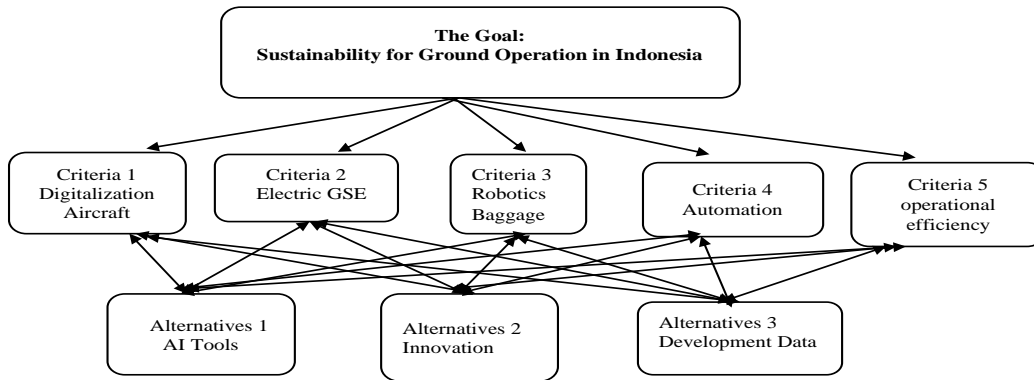 The Goal:
Sustainability for Ground Operation in Indonesia
Criteria 1
Digitalization
Aircraft
Criteria 2
Electric GSE
Criteria 3
Robotics
Baggage
Criteria 4
Automation
Criteria 5
operational
efficiency
Alternatives 1
AI Tools
Alternatives 2
Innovation
Alternatives 3
Development Data